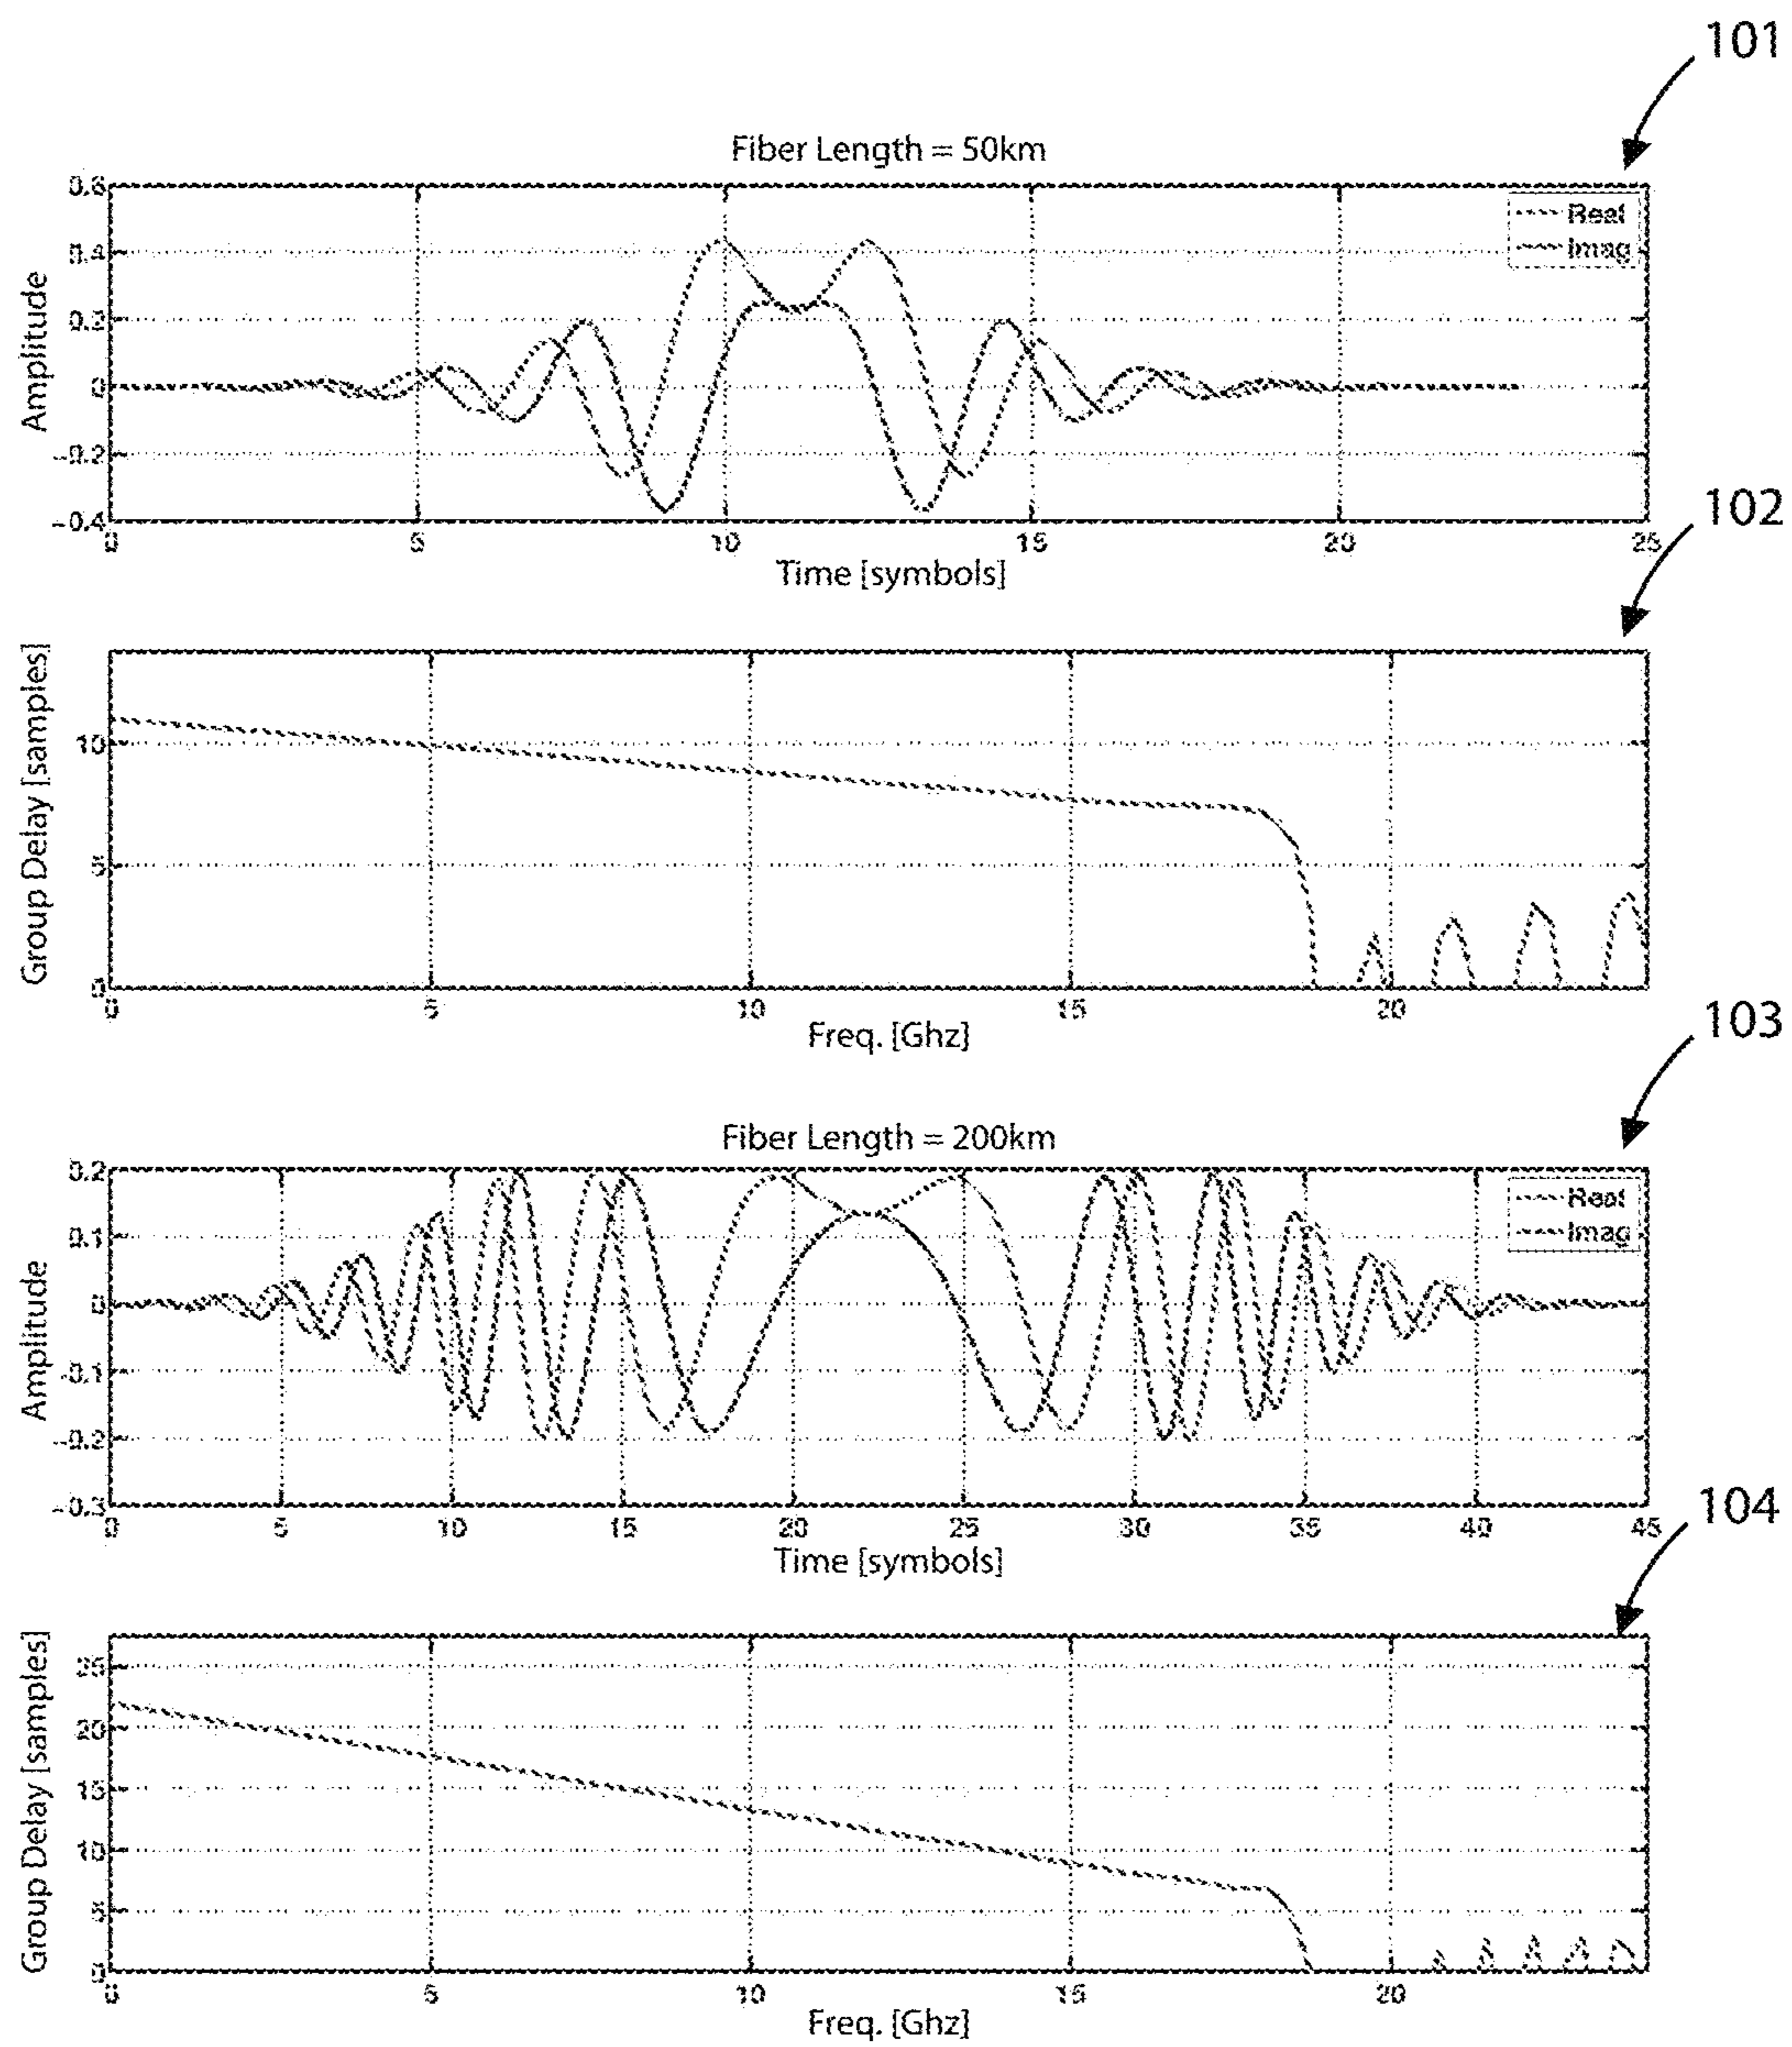 101
Fiber Length = 50km
0.6
0.4
0.2
0
-0.2
-0.4
Amplitude
Real
Imag
0 5 10 15 20 25
Time [symbols]
102
10
5
0
Group Delay [samples]
0 5 10 15 20
Freq. [Ghz]
103
Fiber Length = 200km
0.2
0.1
0
-0.1
-0.2
-0.3
Amplitude
Real
Imag
0 5 10 15 20 25 30 35 40 45
Time [symbols]
104
25
20
15
10
5
0
Group Delay [samples]
0 5 10 15 20
Freq. [Ghz]